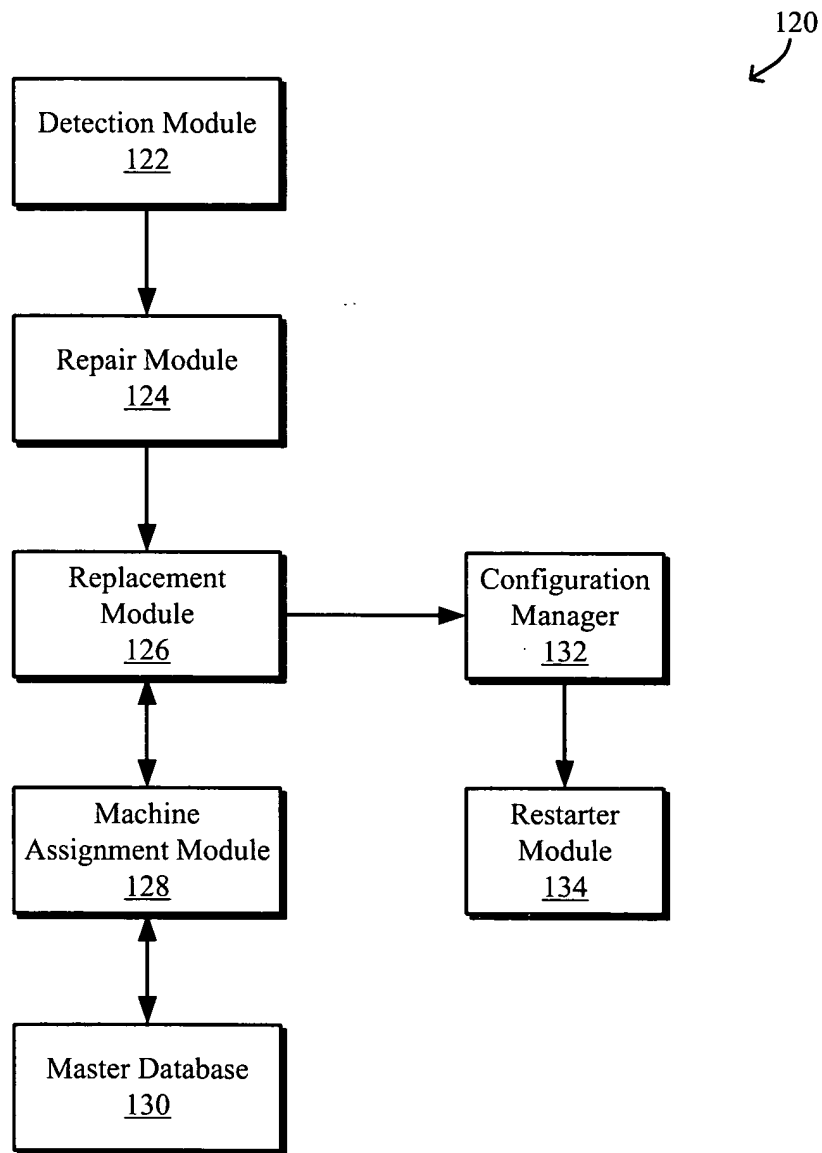 120
Detection Module
122
Repair Module
124
Replacement
Module
126
Configuration
Manager
132
Machine
Assignment Module
128
Restarter
Module
134
Master Database
130